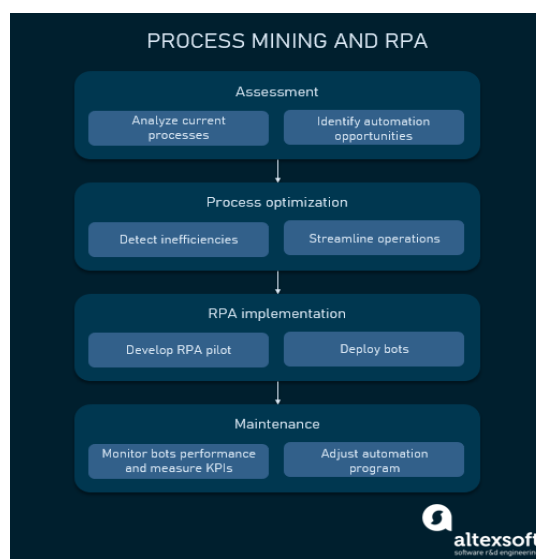 PROCESS MINING AND RPA
Assessment
Analyze current
processes
Identify automation
opportunities
Process optimization
Detect inefficiencies
Streamline operations
RPA implementation
Develop RPA pilot
Deploy bots
Maintenance
Monitor bots performance
and measure KPIs
Adjust automation
program
altexsoft
software r&d engineering